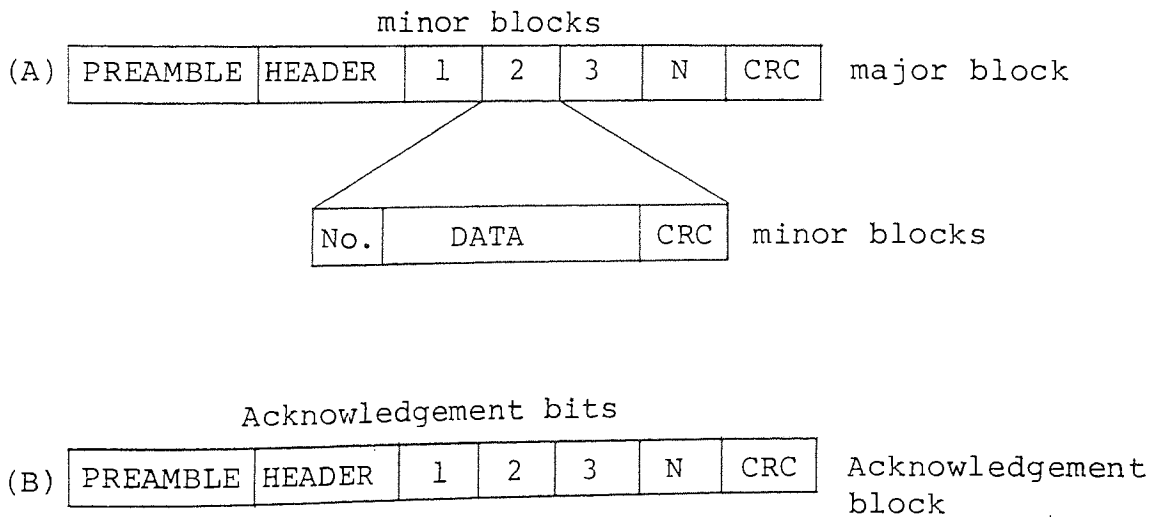 minor blocks
(A) PREAMBLE HEADER 1 2 3 N CRC major block
No. DATA CRC minor blocks
Acknowledgement bits
(B) PREAMBLE HEADER 1 2 3 N CRC Acknowledgement
block